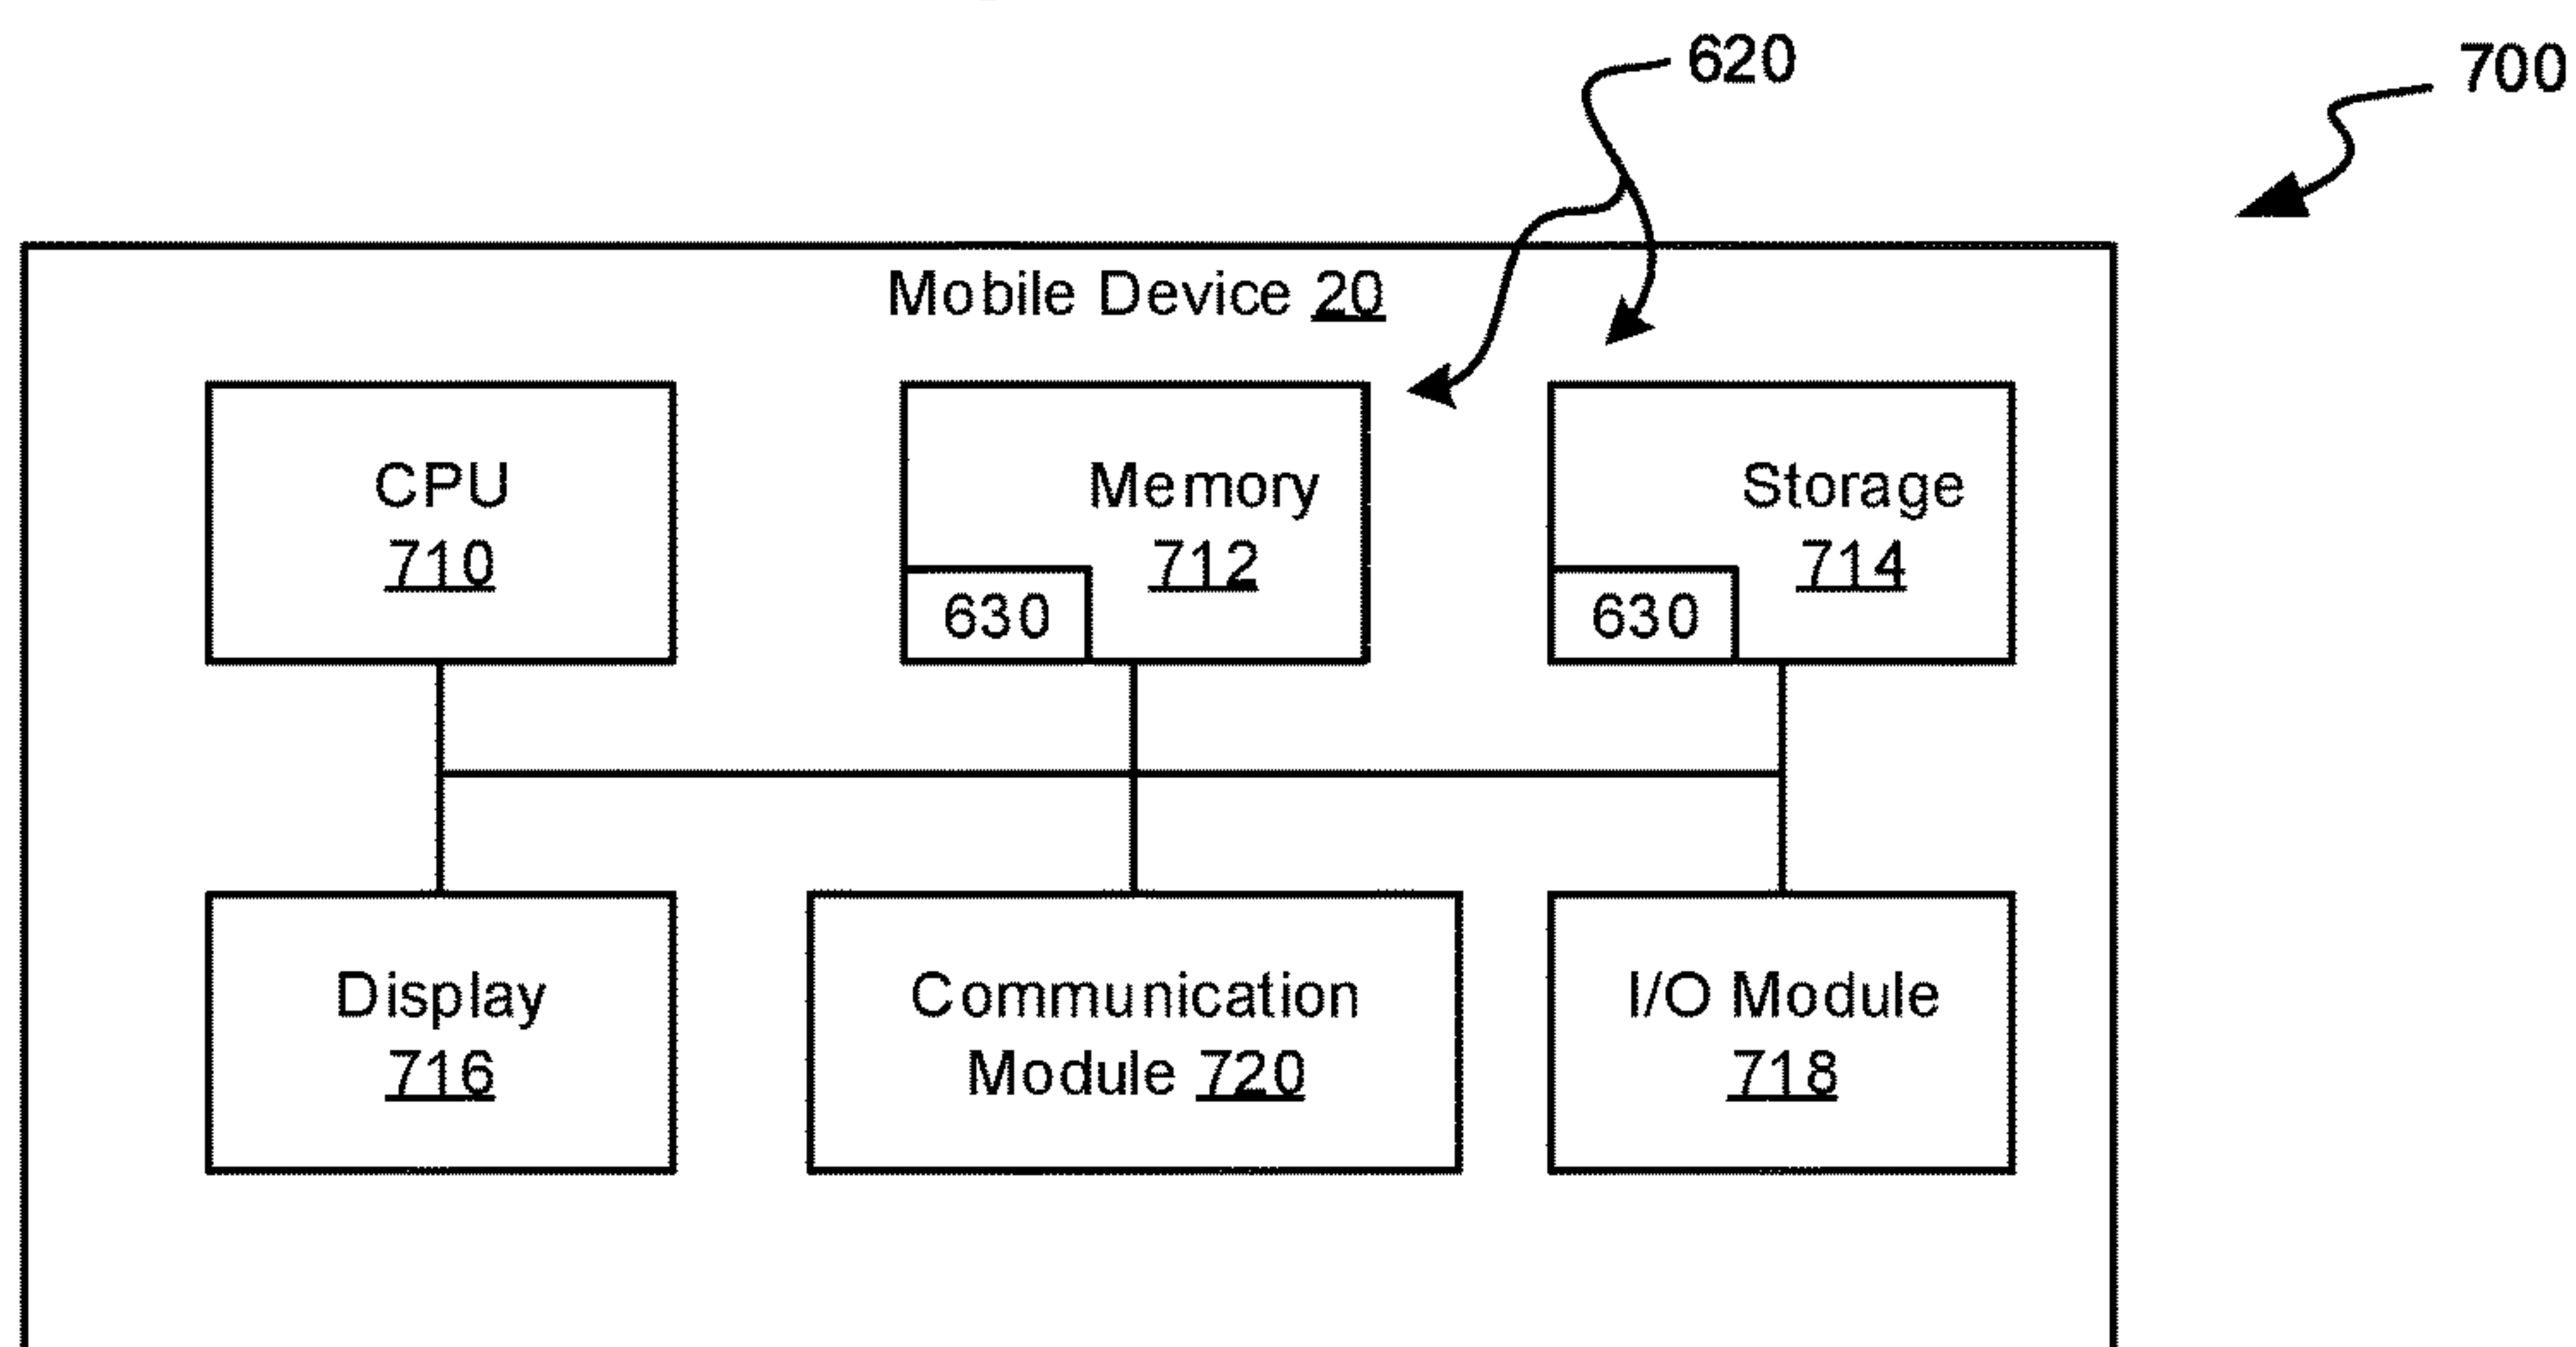 620
700
Mobile Device 20
CPU
710
Memory
712
630
Storage
714
630
Display
716
Communication
Module 720
I/O Module
718